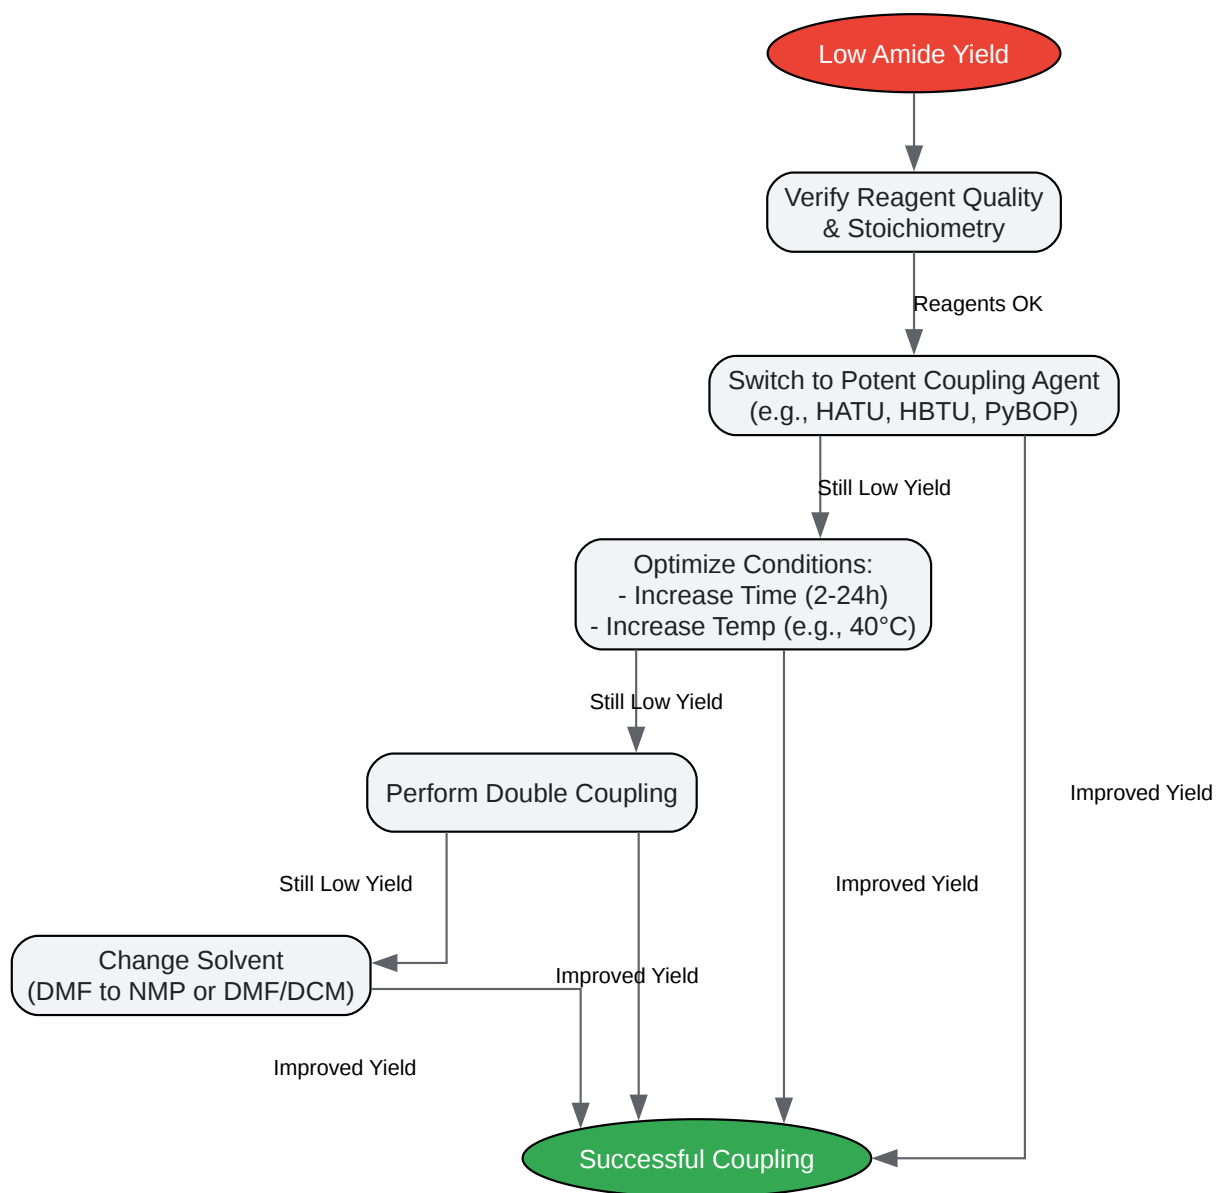 Low Amide Yield
Verify Reagent Quality
& Stoichiometry
Reagents OK
Switch to Potent Coupling Agent
(e.g., HATU, HBTU, PyBOP)
Still Low Yield
Optimize Conditions:
- Increase Time (2-24h)
- Increase Temp (e.g., 40°C)
Still Low Yield
Perform Double Coupling
Improved Yield
Still Low Yield
Improved Yield
Change Solvent
(DMF to NMP or DMF/DCM)
Improved Yield
Improved Yield
Successful Coupling